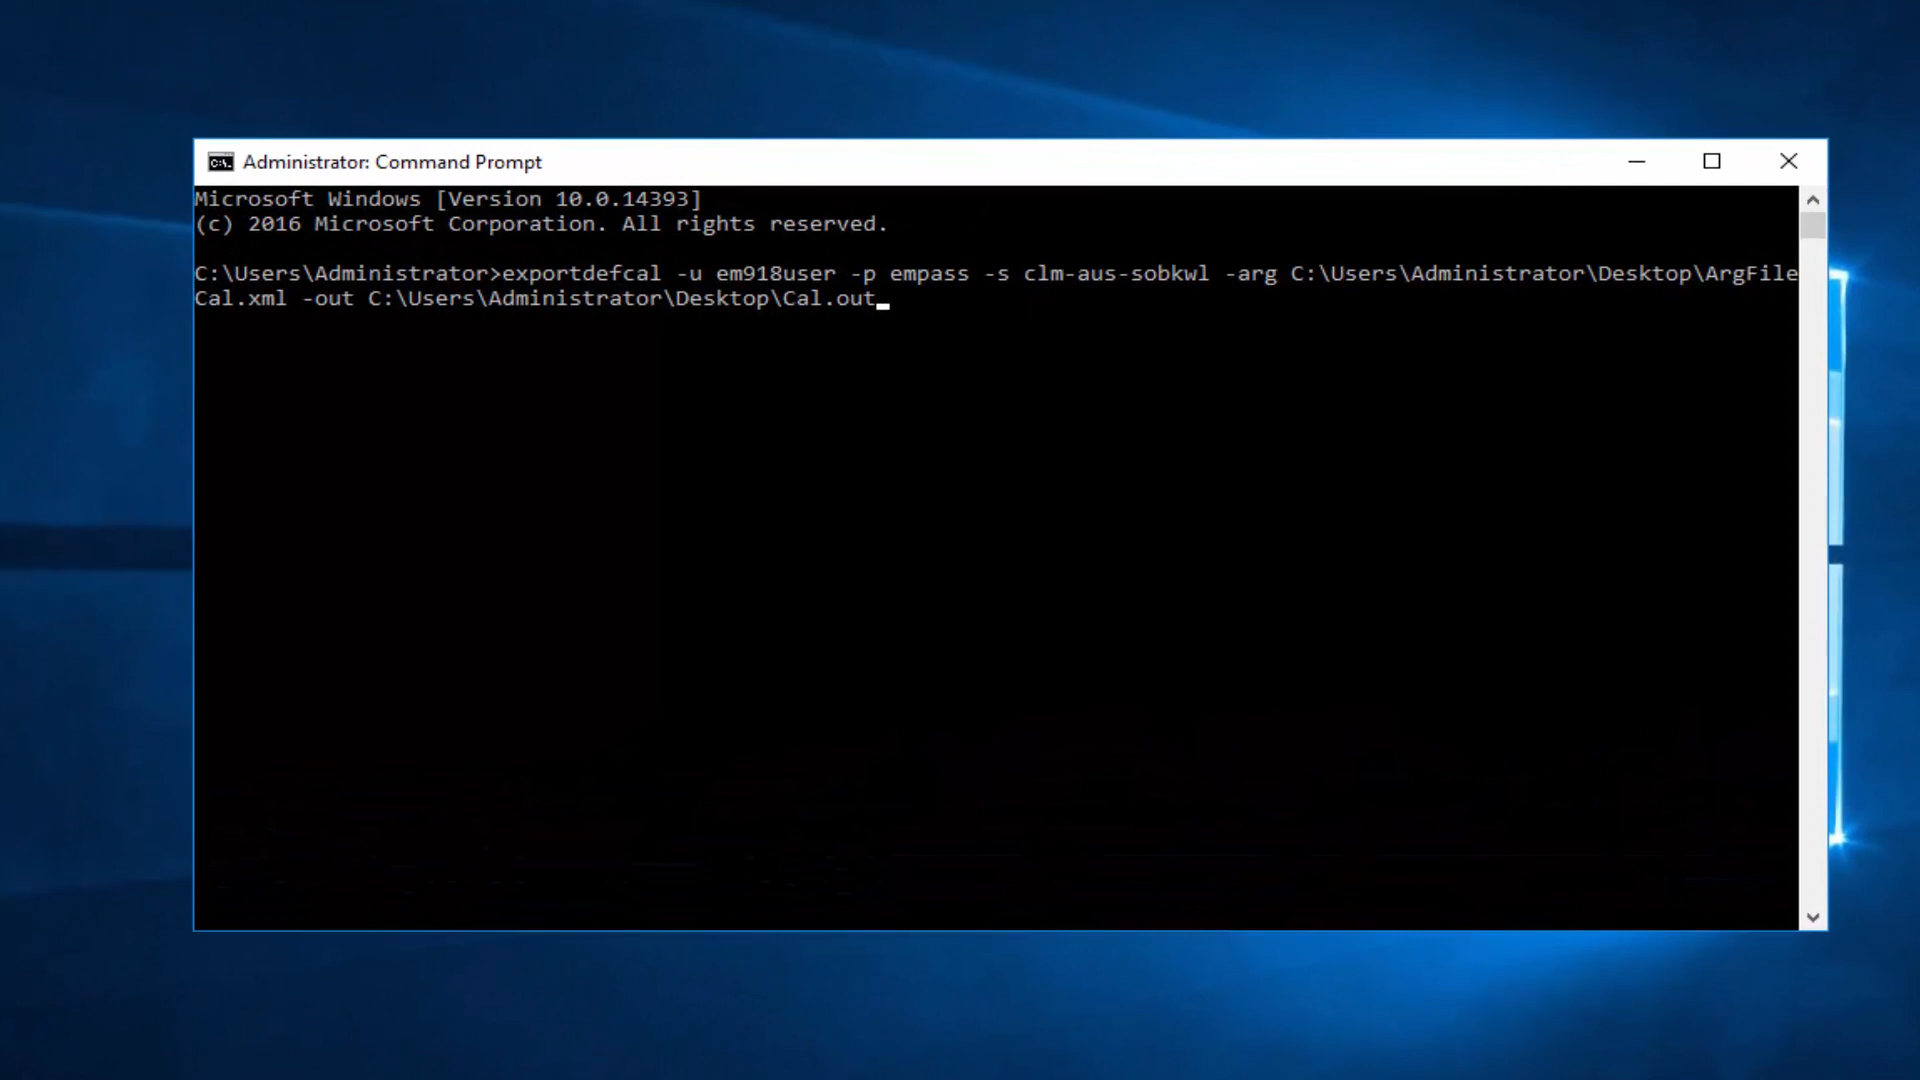 Administrator: Command Prompt
Microsoft Windows [Version 10.0.14393]
(c) 2016 Microsoft Corporation. All rights reserved.
C:\Users\Administrator>exportdefcal -u em918user -p empass -s clm-aus-sobkwl -arg C:\Users\Administrator\Desktop\ArgFile
Cal.xml -out C:\Users\Administrator\Desktop\Cal.out